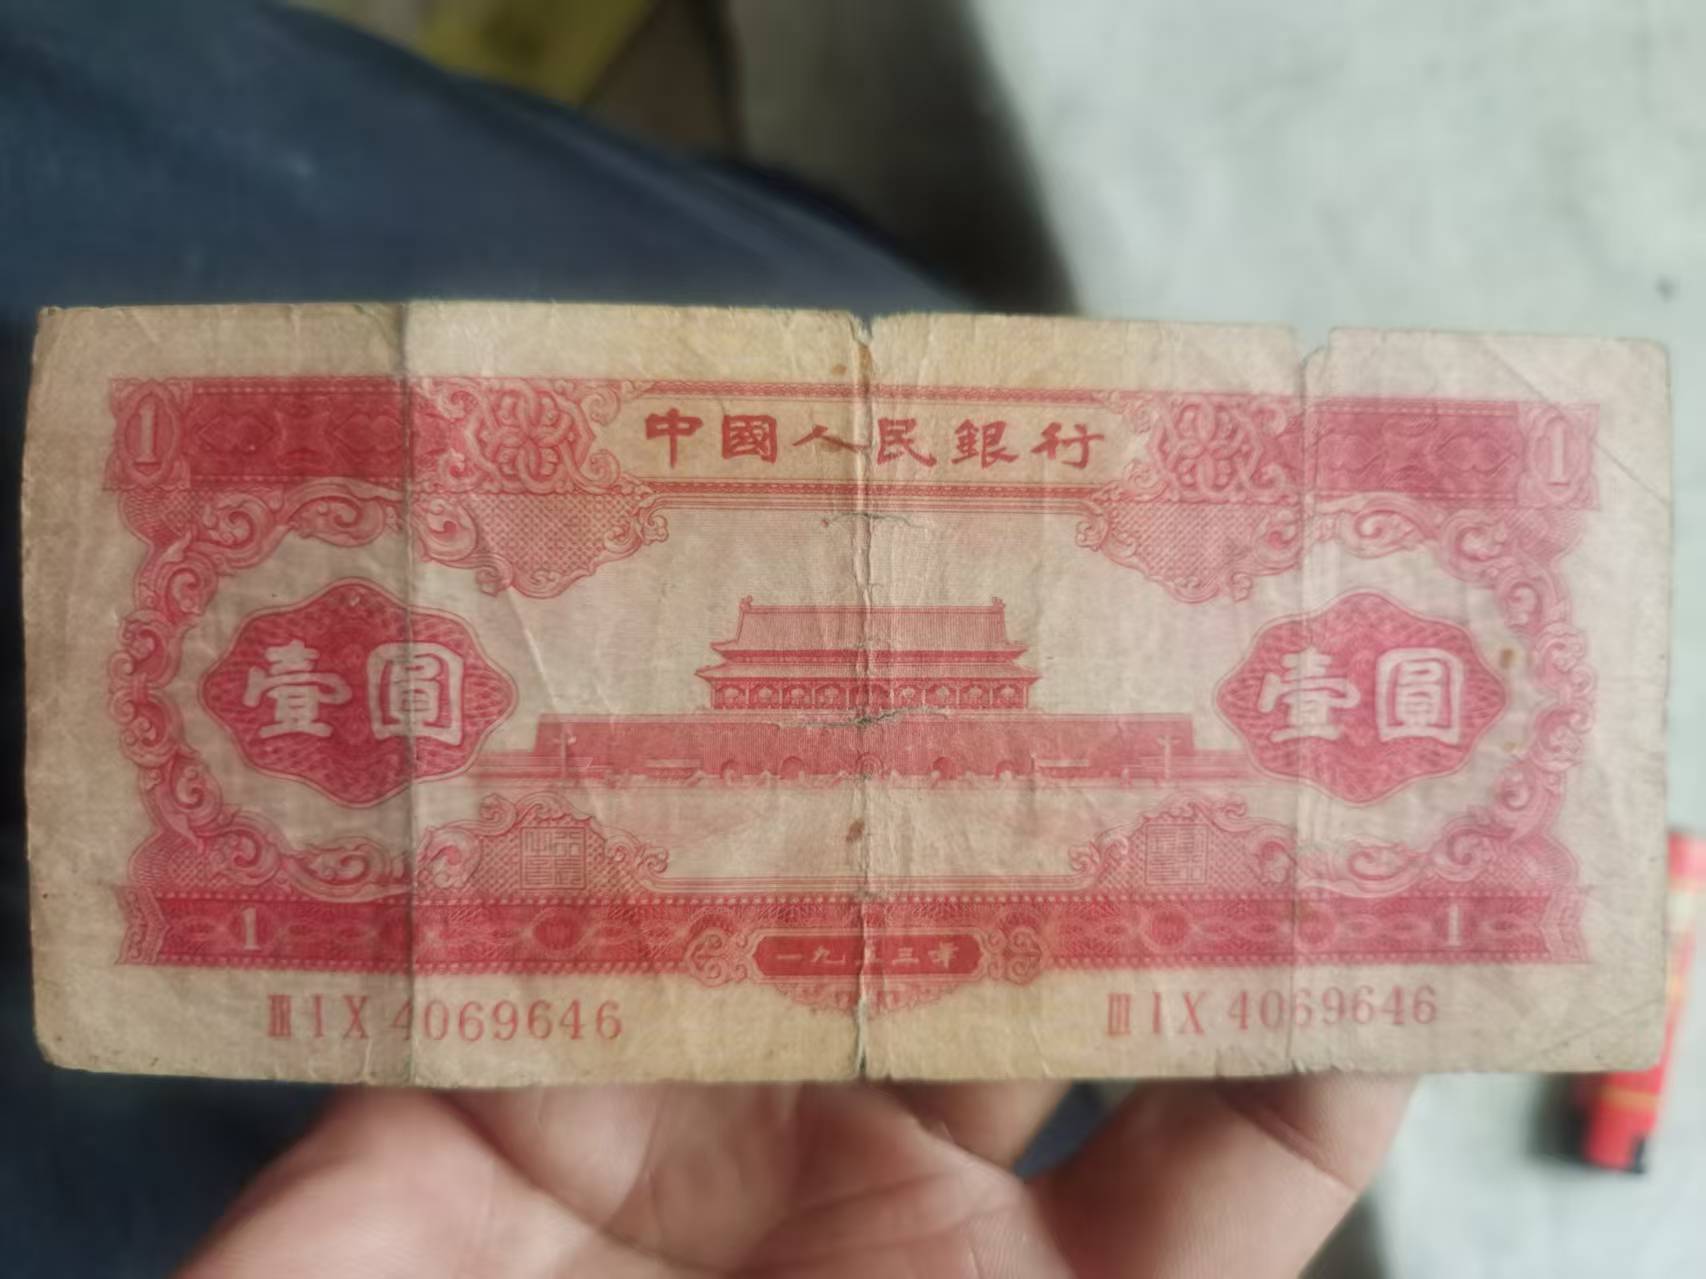 1 中國人民銀行 1
壹圓 壹圓
1 一九五三年 1
III I X 4069646 III I X 4069646